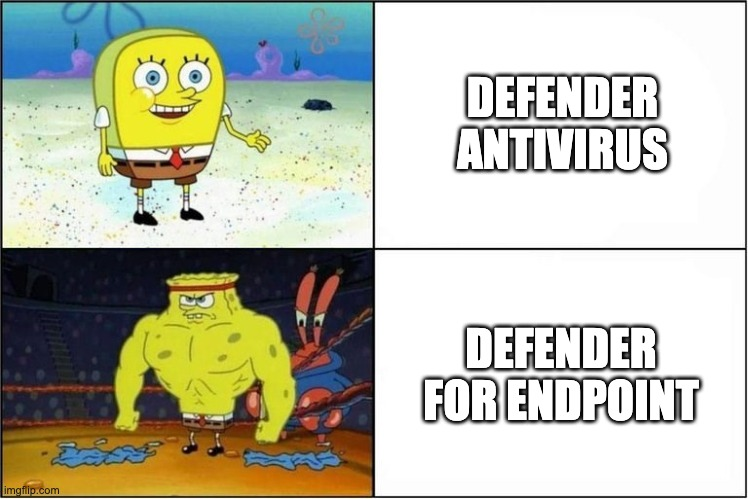 DEFENDER
ANTIVIRUS
DEFENDER
FOR ENDPOINT
imgflip.com